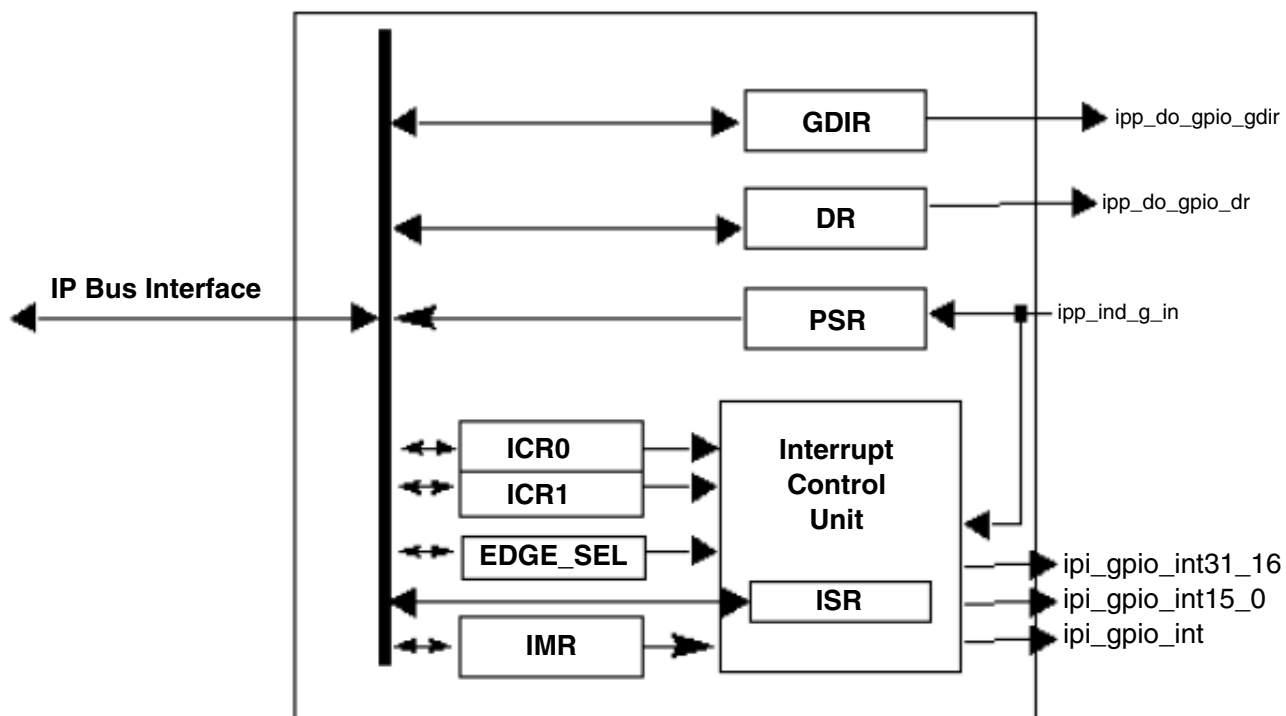 GDIR
ipp_do_gpio_gdir
DR
ipp_do_gpio_dr
IP Bus Interface
PSR
ipp_ind_g_in
ICR0
ICR1
EDGE_SEL
IMR
Interrupt
Control
Unit
ISR
ipi_gpio_int31_16
ipi_gpio_int15_0
ipi_gpio_int